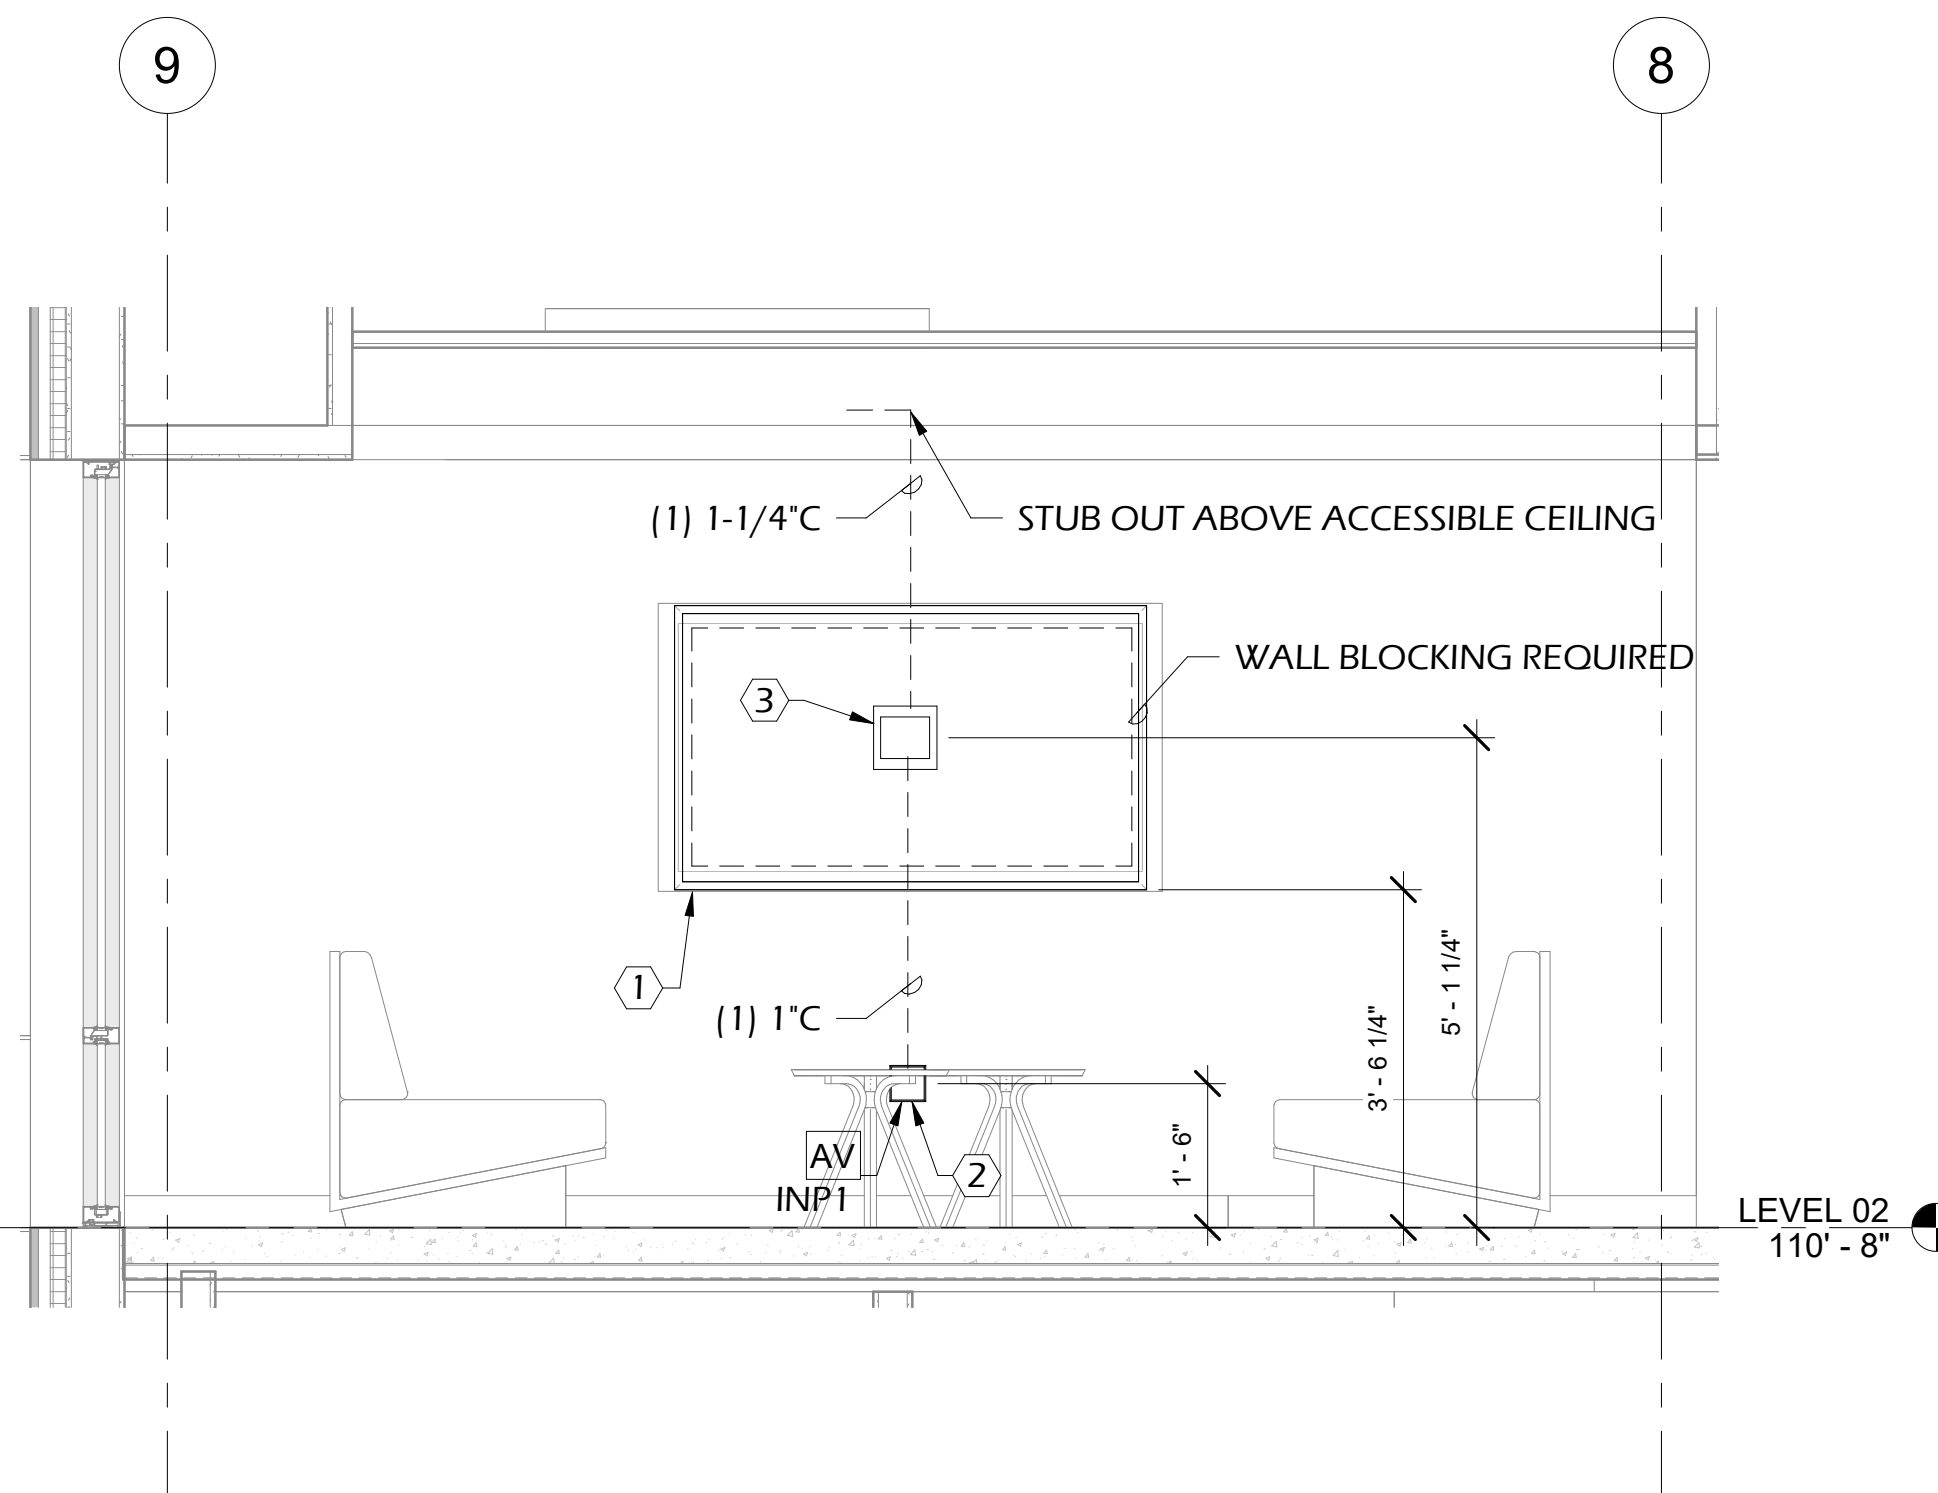 9
8
(1) 1-1/4"C
STUB OUT ABOVE ACCESSIBLE CEILING
WALL BLOCKING REQUIRED
3
5' - 1 1/4"
1
(1) 1"C
3' - 6 1/4"
1' - 6"
AV
2
INP1
LEVEL 02
110' - 8"